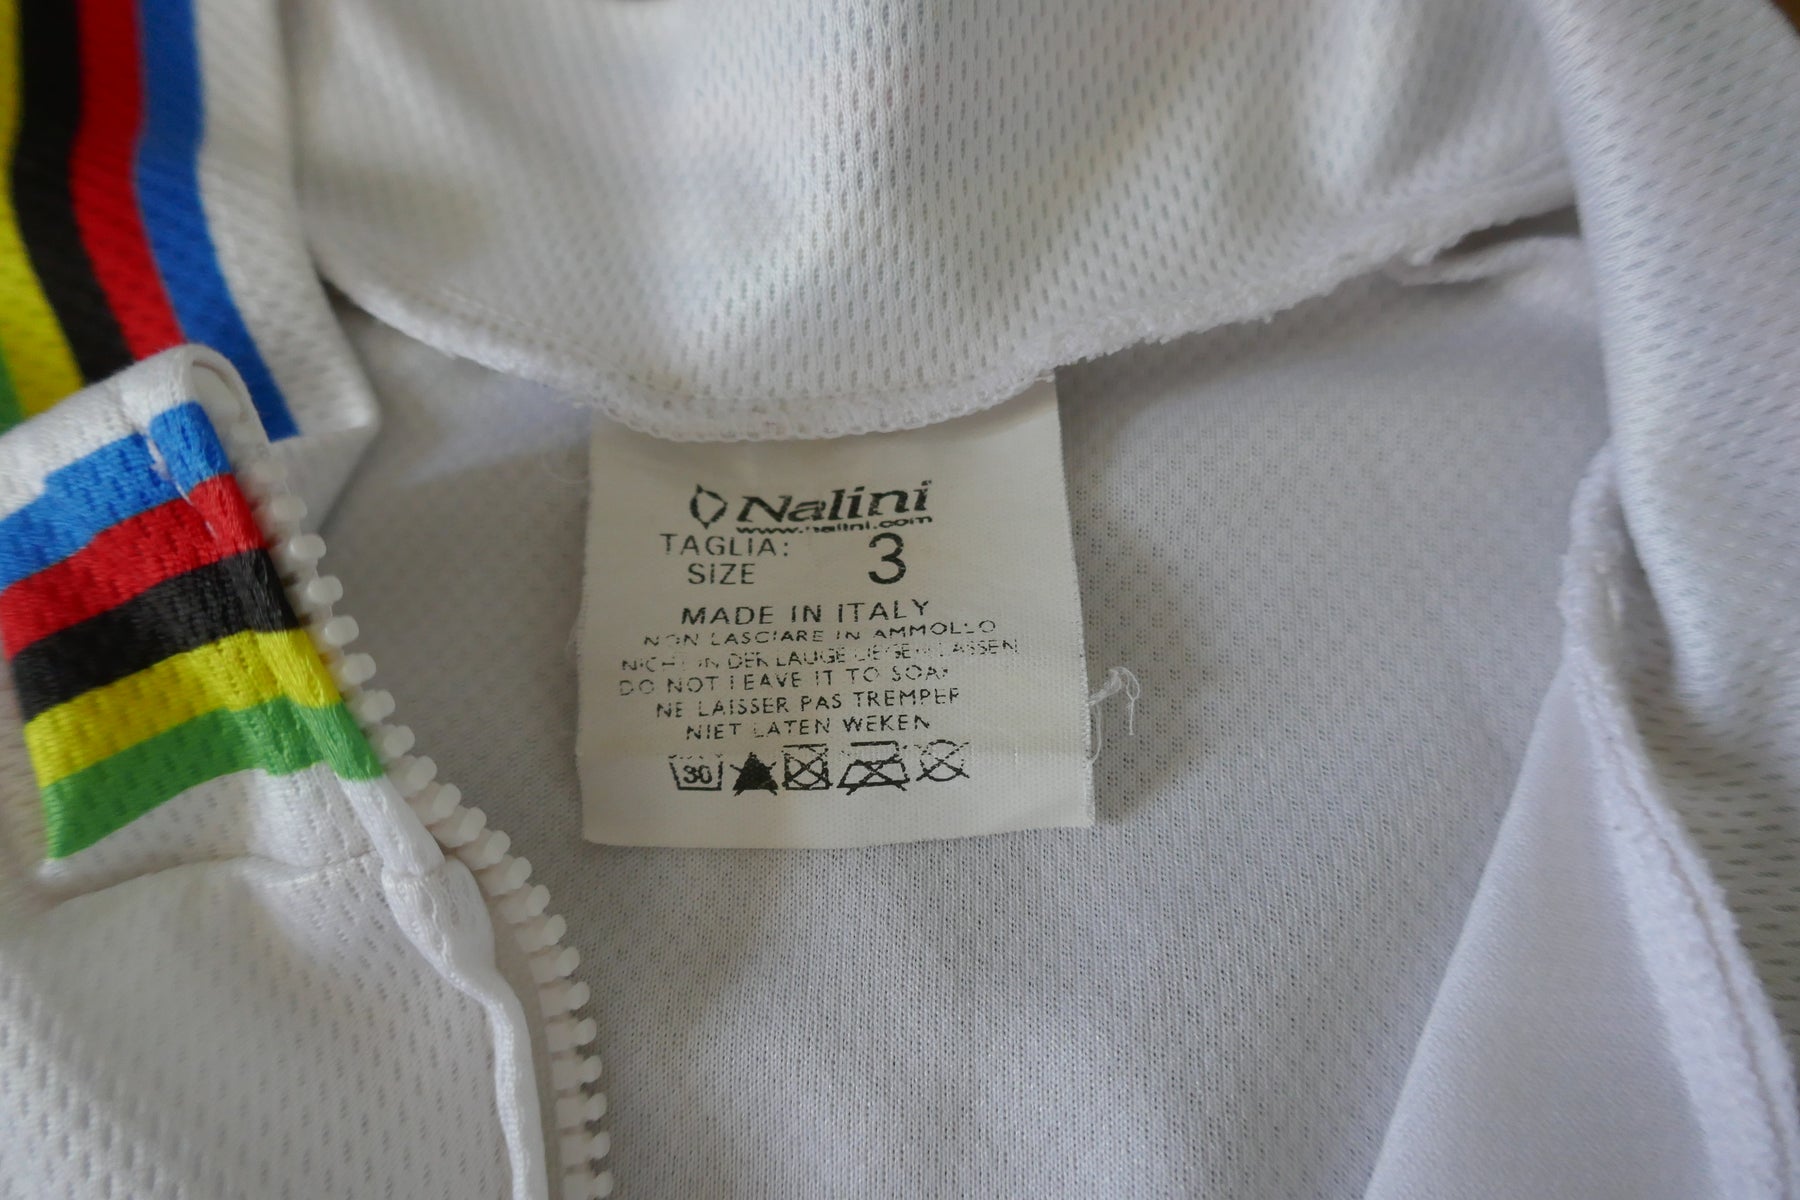 Nalini
www.nalini.com
TAGLIA:
SIZE 3
MADE IN ITALY
NON LASCIARE IN AMMOLLO
NICHT IN DER LAUGE LIEGEN LASSEN
DO NOT LEAVE IT TO SOAK
NE LAISSER PAS TREMPER
NIET LATEN WEKEN
30